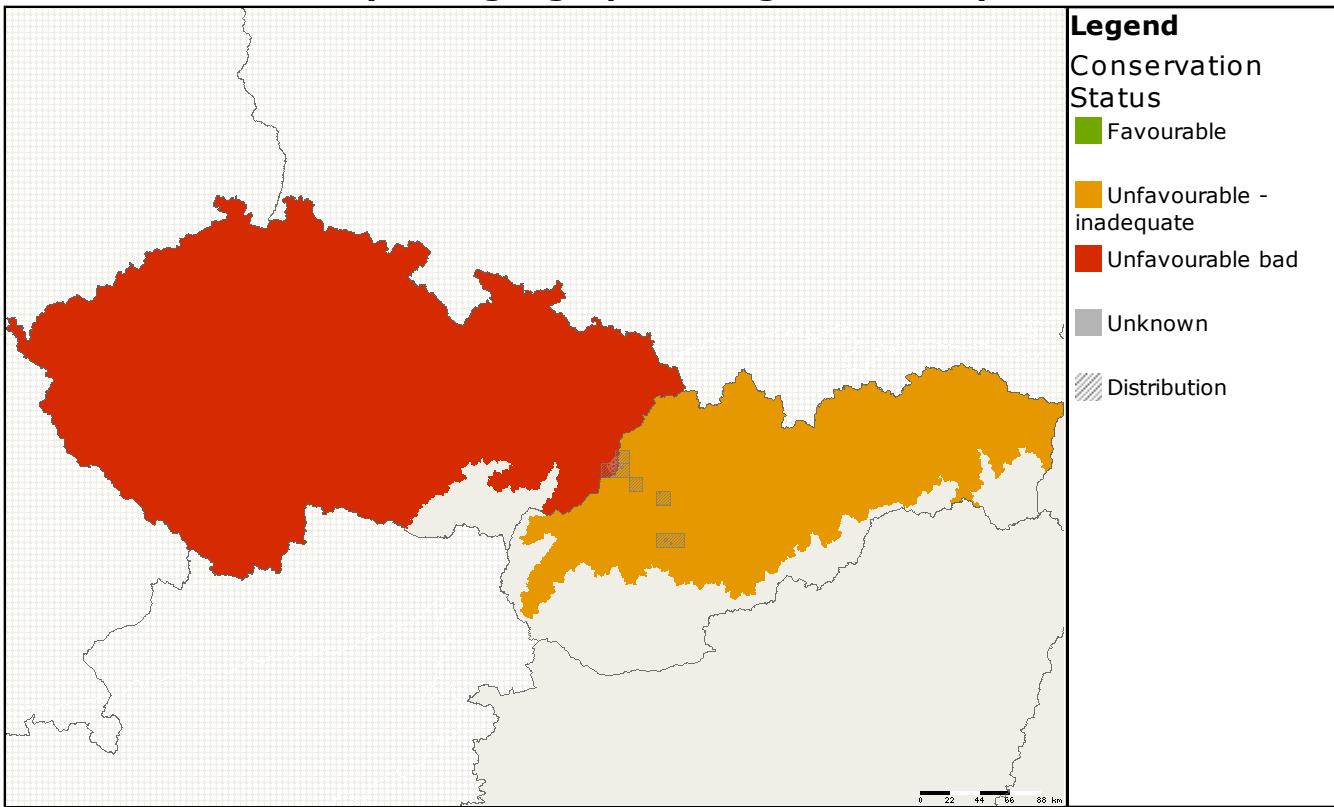 Legend
Conservation
Status
Favourable
Unfavourable -
inadequate
Unfavourable bad
Unknown
Distribution
0 22 44 66 88 km